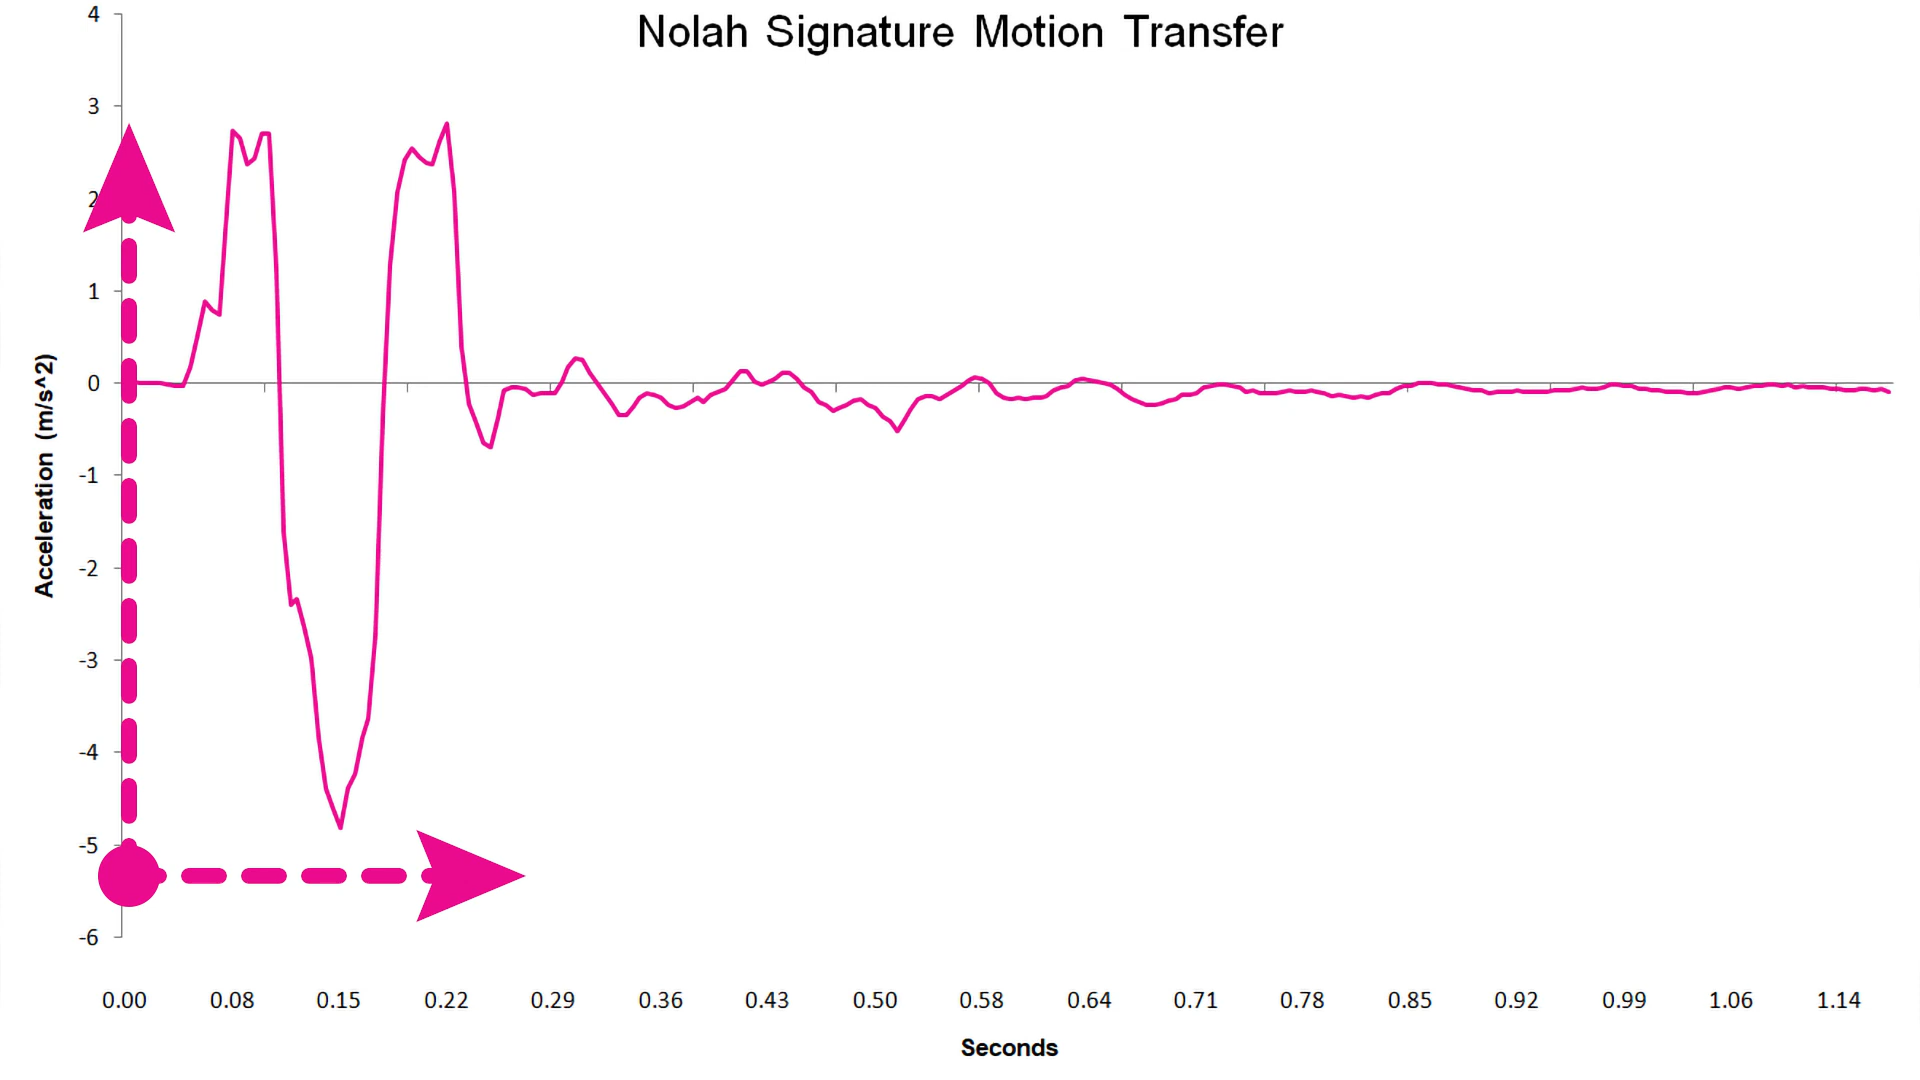 Nolah Signature Motion Transfer
4
3
2
1
0
-1
-2
-3
-4
-5
-6
Acceleration (m/s^2)
0.00 0.08 0.15 0.22 0.29 0.36 0.43 0.50 0.58 0.64 0.71 0.78 0.85 0.92 0.99 1.06 1.14
Seconds